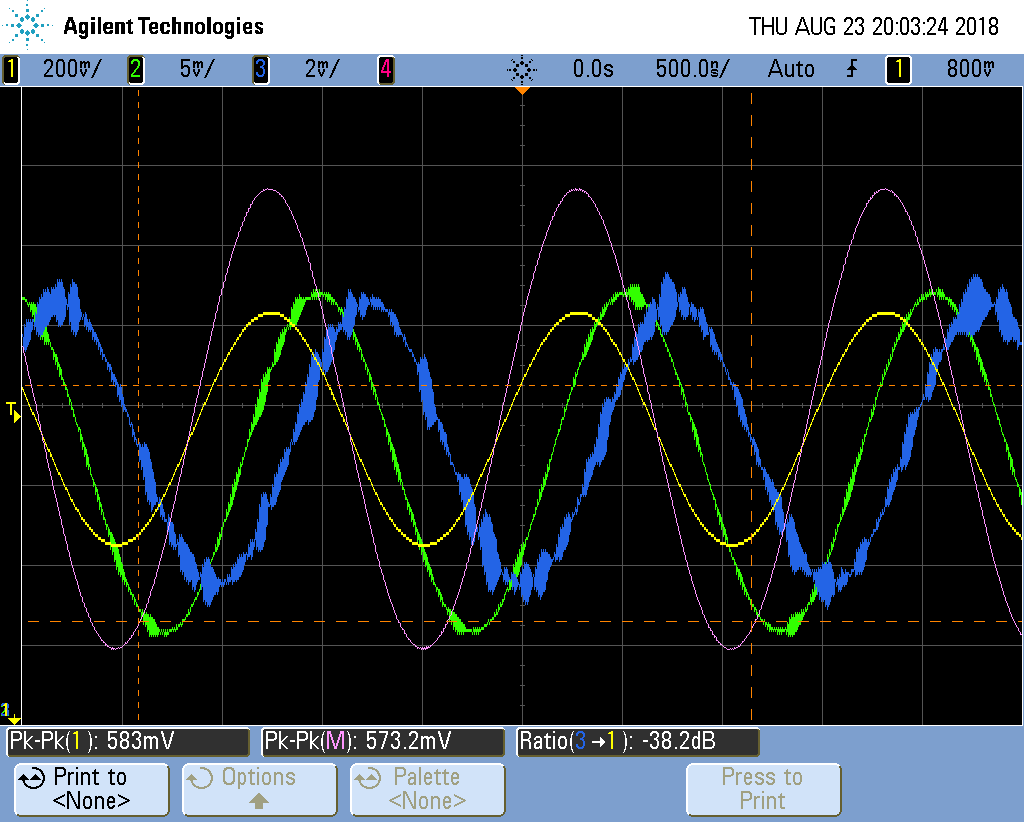 Agilent Technologies THU AUG 23 20:03:24 2018
1 200mV/ 2 5mV/ 3 2mV/ 4 0.0s 500.0ns/ Auto 1 800mV
T
Pk-Pk(1): 583mV Pk-Pk(M): 573.2mV Ratio(3→1): -38.2dB
Print to Options Palette Press to
<None> <None> Print